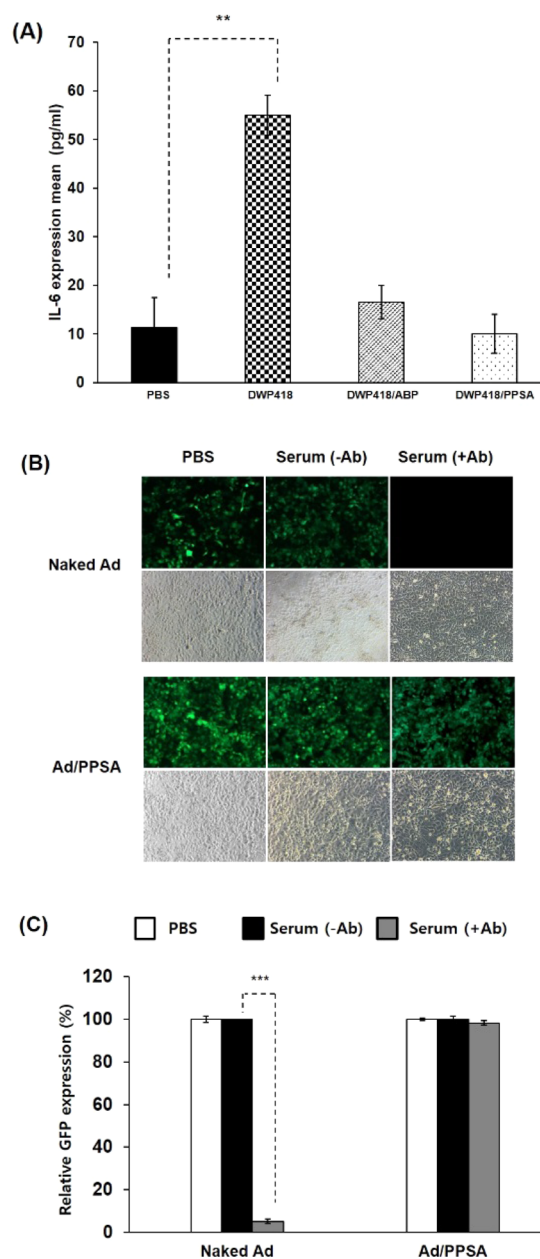 (A)
**
IL-6 expression mean (pg/ml)
70
60
50
40
30
20
10
0
PBS DWP418 DWP418/ABP DWP418/PPSA
(B)
PBS Serum (-Ab) Serum (+Ab)
Naked Ad
Ad/PPSA
(C)
PBS Serum (-Ab) Serum (+Ab)
***
Relative GFP expression (%)
120
100
80
60
40
20
0
Naked Ad Ad/PPSA